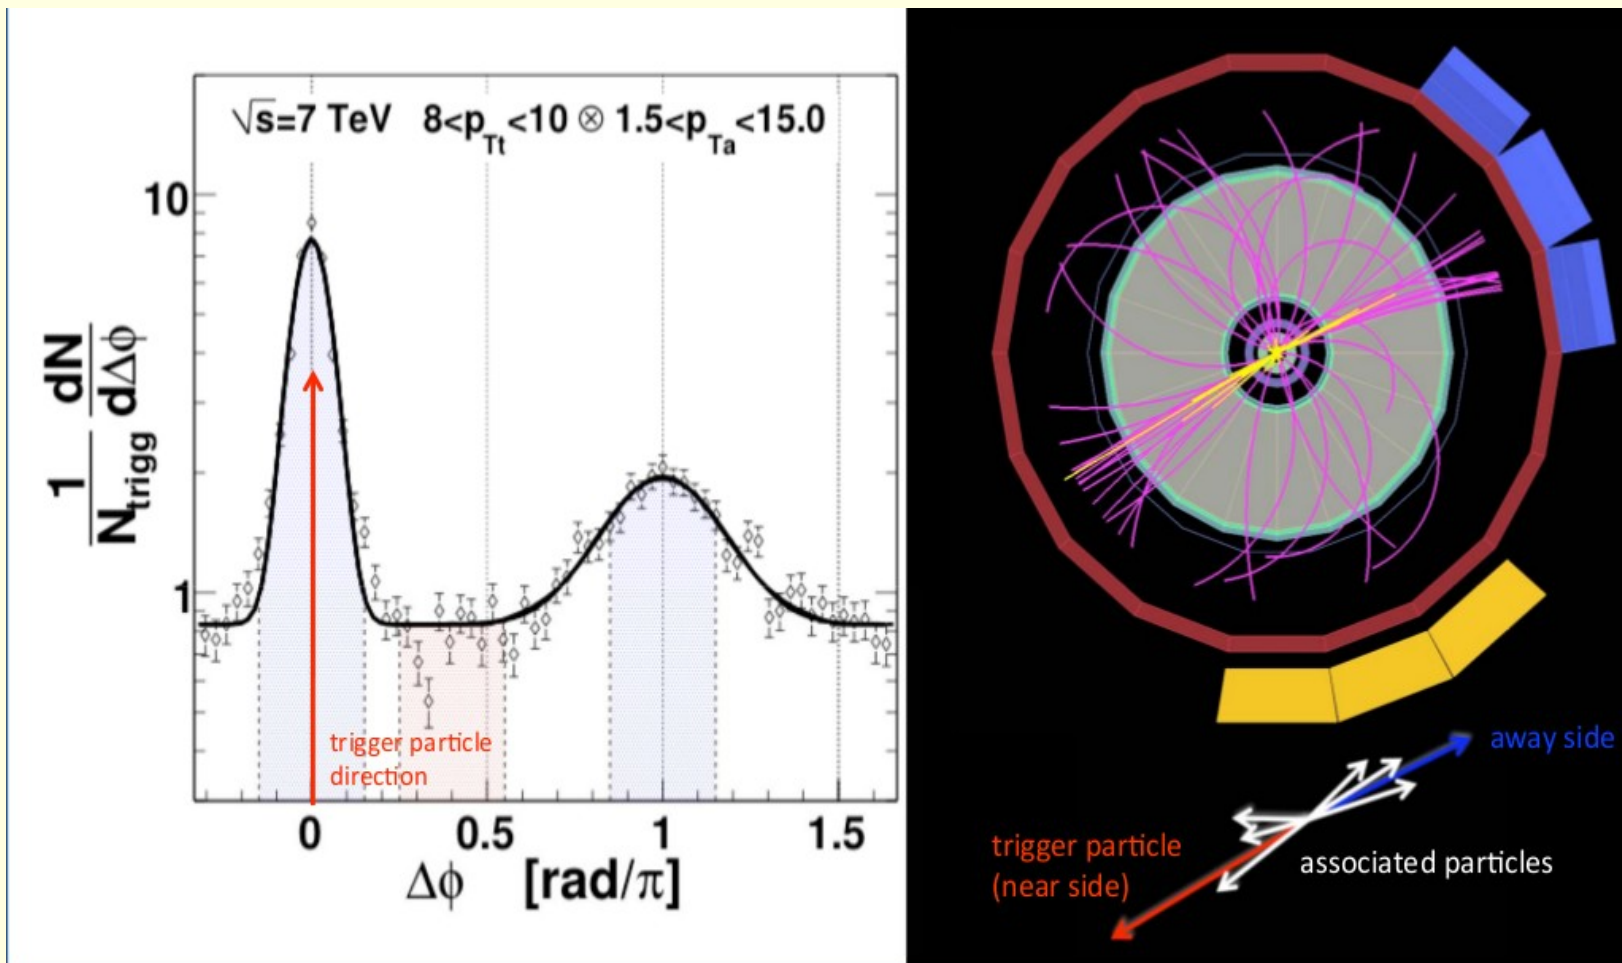 √s=7 TeV 8<p_Tt<10 ⊗ 1.5<p_Ta<15.0
10
1
1 dN
N_trigg dΔϕ
trigger particle
direction
0 0.5 1 1.5
Δϕ [rad/π]
away side
trigger particle
(near side)
associated particles